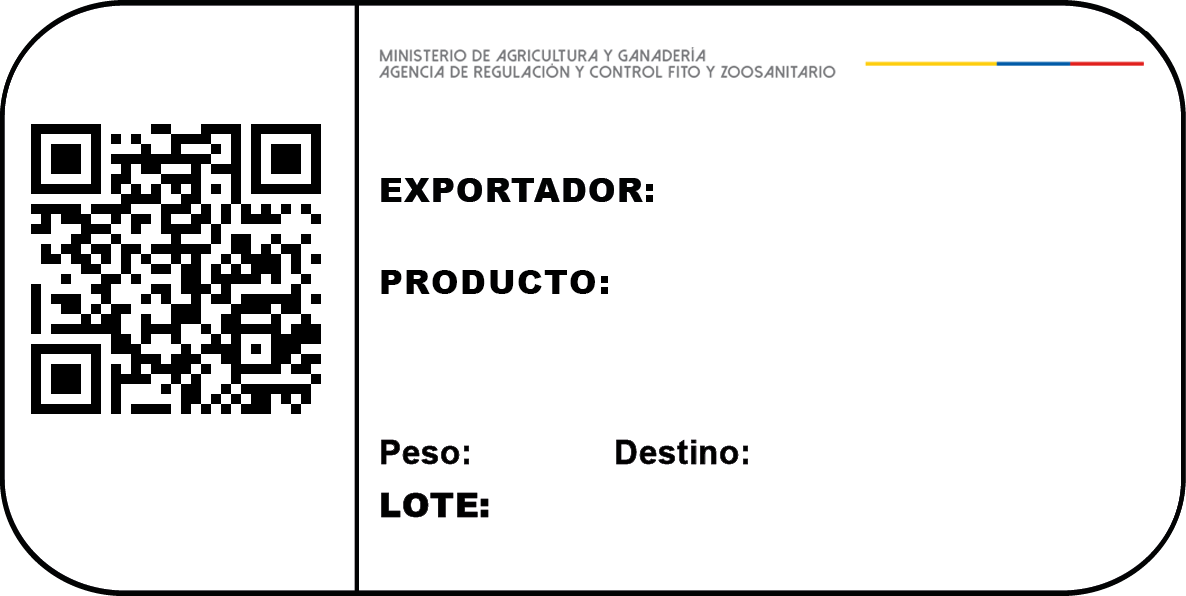 MINISTERIO DE AGRICULTURA Y GANADERÍA
AGENCIA DE REGULACIÓN Y CONTROL FITO Y ZOOSANITARIO
EXPORTADOR:
PRODUCTO:
Peso: Destino:
LOTE: